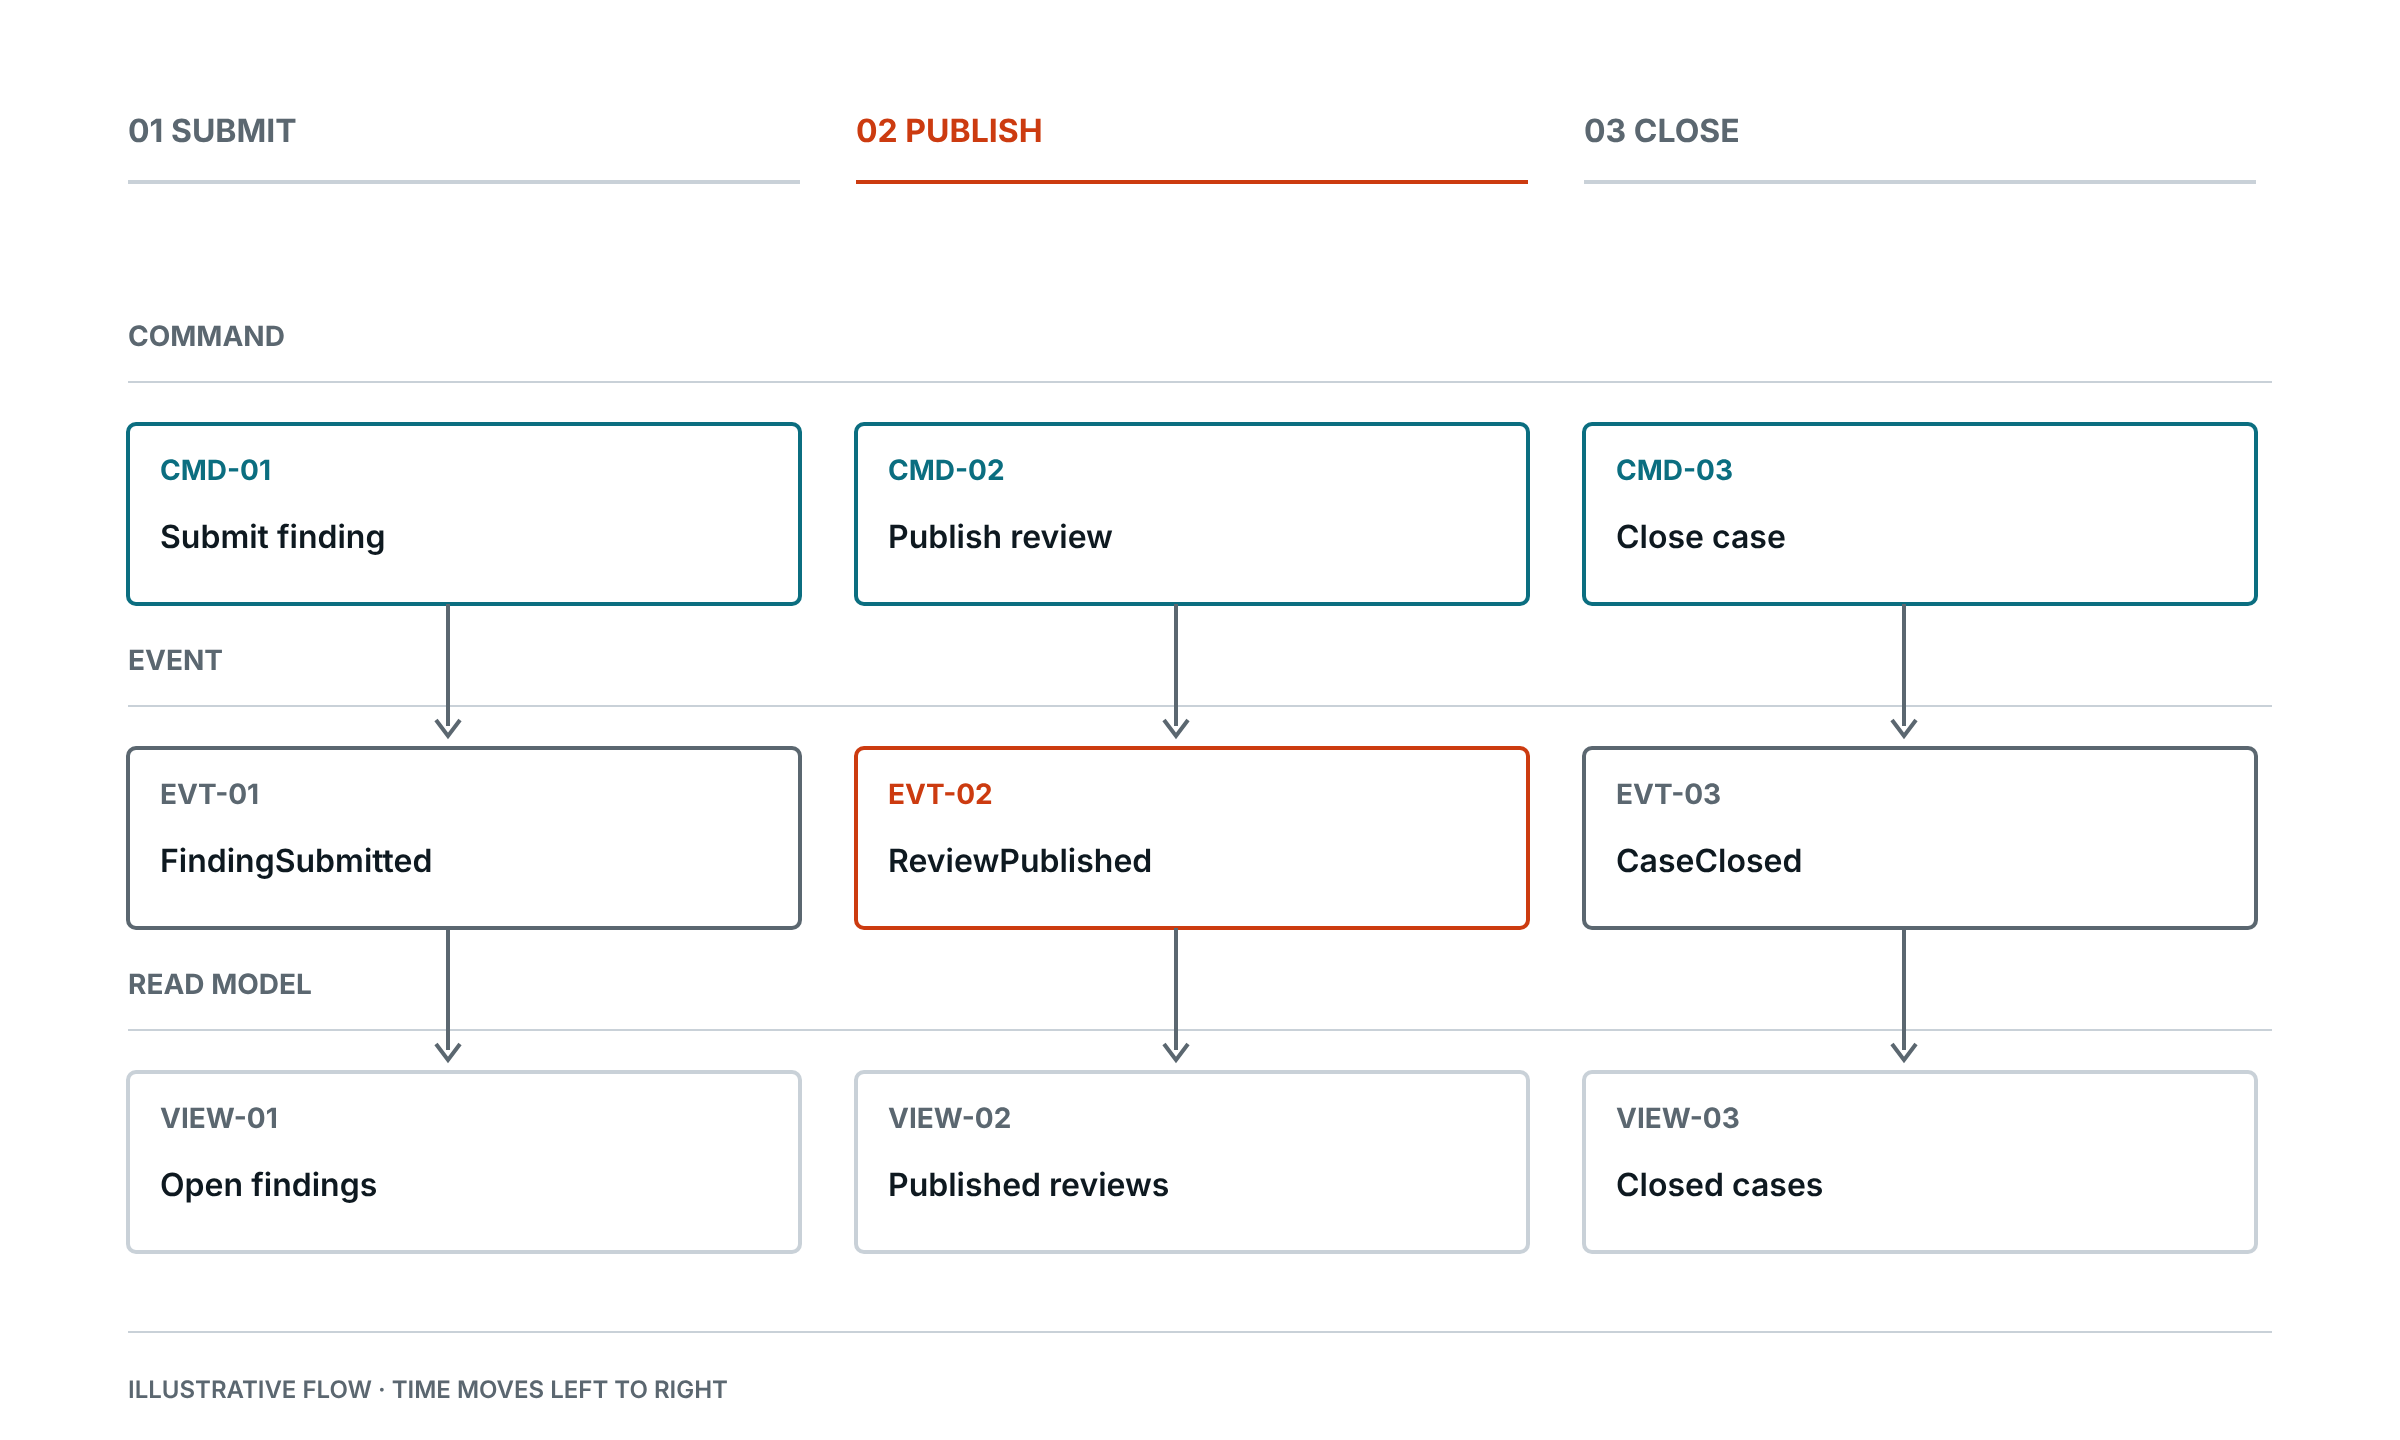 01 SUBMIT
02 PUBLISH
03 CLOSE
COMMAND
CMD-01
Submit finding
CMD-02
Publish review
CMD-03
Close case
EVENT
EVT-01
FindingSubmitted
EVT-02
ReviewPublished
EVT-03
CaseClosed
READ MODEL
VIEW-01
Open findings
VIEW-02
Published reviews
VIEW-03
Closed cases
ILLUSTRATIVE FLOW · TIME MOVES LEFT TO RIGHT